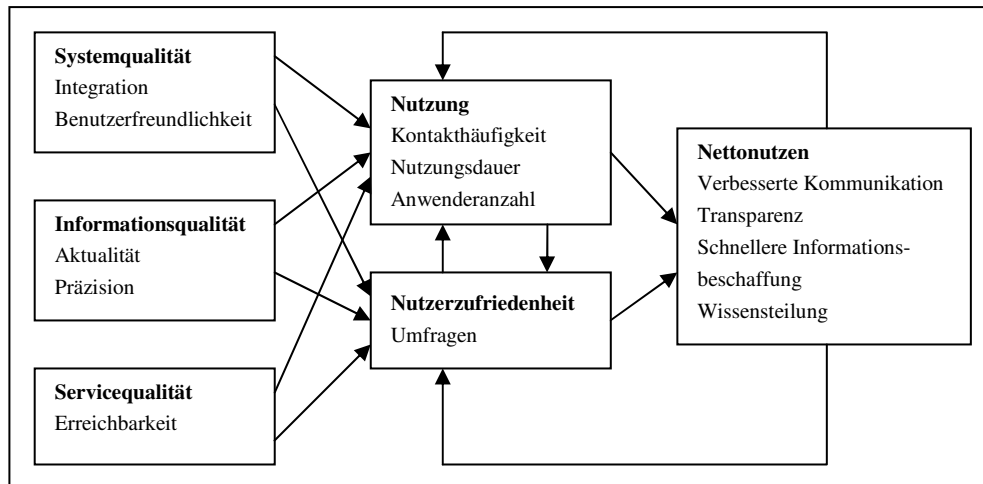 Systemqualität
Integration
Benutzerfreundlichkeit
Informationsqualität
Aktualität
Präzision
Servicequalität
Erreichbarkeit
Nutzung
Kontakthäufigkeit
Nutzungsdauer
Anwenderanzahl
Nutzerzufriedenheit
Umfragen
Nettonutzen
Verbesserte Kommunikation
Transparenz
Schnellere Informations-
beschaffung
Wissensteilung